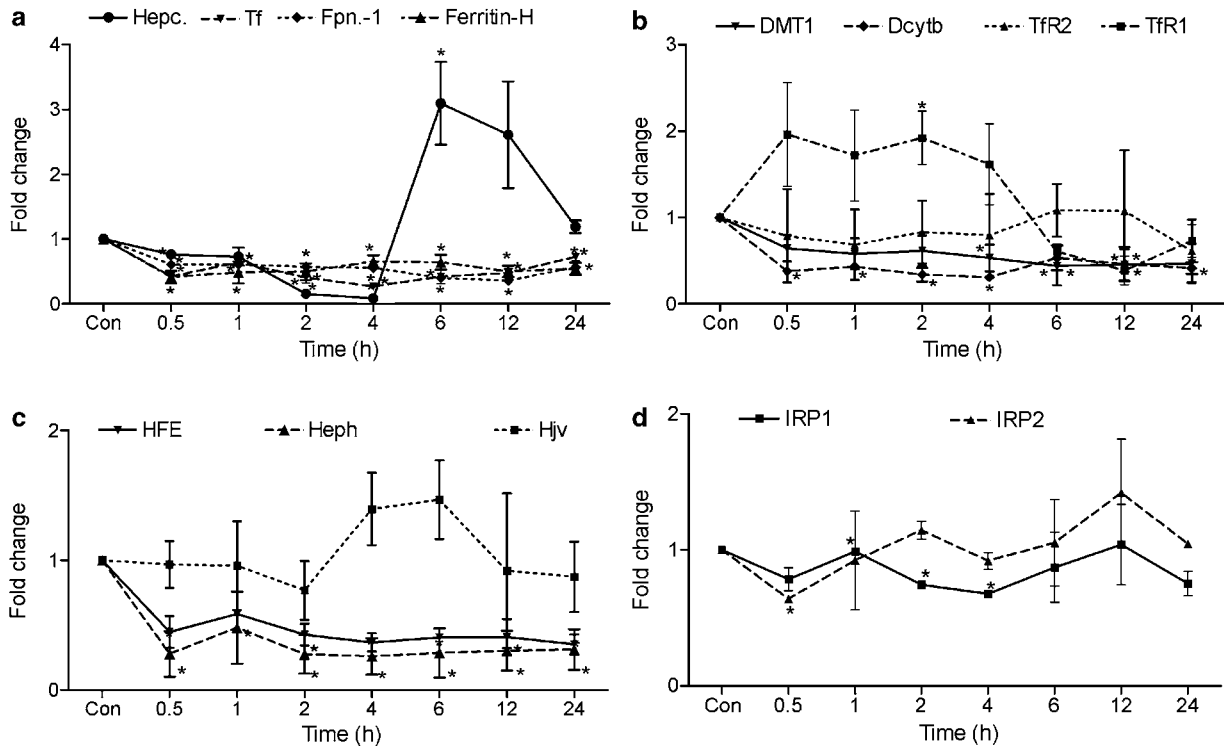 a
Hepc. Tf Fpn.-1 Ferritin-H
Fold change
4
3
2
1
0
Con 0.5 1 2 4 6 12 24
Time (h)
b
DMT1 Dcytb TfR2 TfR1
Fold change
3
2
1
0
Con 0.5 1 2 4 6 12 24
Time (h)
c
HFE Heph Hjv
Fold change
2
1
0
Con 0.5 1 2 4 6 12 24
Time (h)
d
IRP1 IRP2
Fold change
2
1
0
Con 0.5 1 2 4 6 12 24
Time (h)